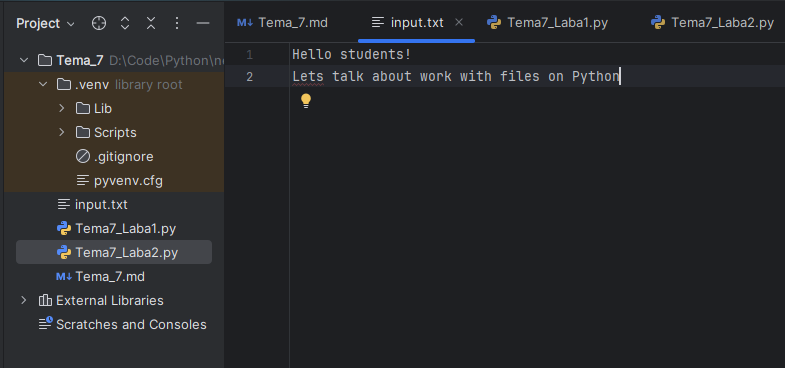 Project
Tema_7.md
input.txt
Tema7_Laba1.py
Tema7_Laba2.py
Tema_7 D:\Code\Python\n
.venv library root
Lib
Scripts
.gitignore
pyvenv.cfg
input.txt
Tema7_Laba1.py
Tema7_Laba2.py
Tema_7.md
External Libraries
Scratches and Consoles
1 Hello students!
2 Lets talk about work with files on Python